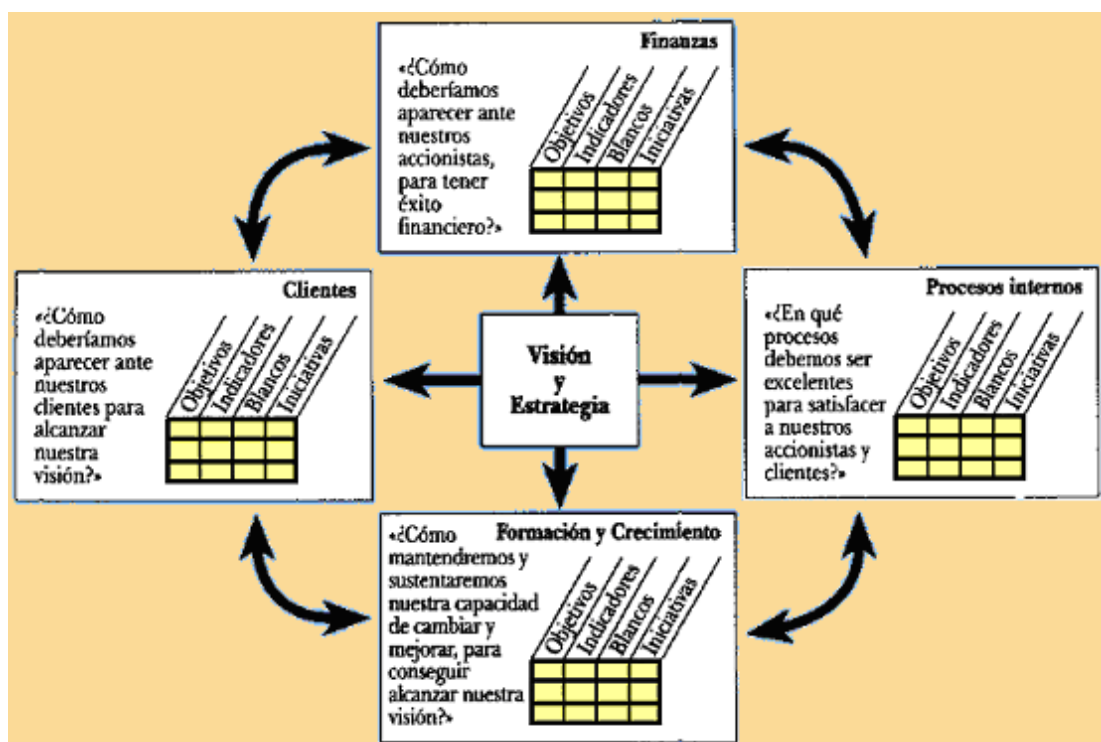 Finanzas
«¿Cómo
deberíamos
aparecer ante
nuestros
accionistas,
para tener
éxito
financiero?»
Objetivos
Indicadores
Blancos
Iniciativas
Clientes
«¿Cómo
deberíamos
aparecer ante
nuestros
clientes para
alcanzar
nuestra
visión?»
Objetivos
Indicadores
Blancos
Iniciativas
Visión
y
Estrategia
Procesos internos
«¿En qué
procesos
debemos ser
excelentes
para satisfacer
a nuestros
accionistas y
clientes?»
Objetivos
Indicadores
Blancos
Iniciativas
Formación y Crecimiento
«¿Cómo
mantendremos y
sustentaremos
nuestra capacidad
de cambiar y
mejorar, para
conseguir
alcanzar nuestra
visión?»
Objetivos
Indicadores
Blancos
Iniciativas